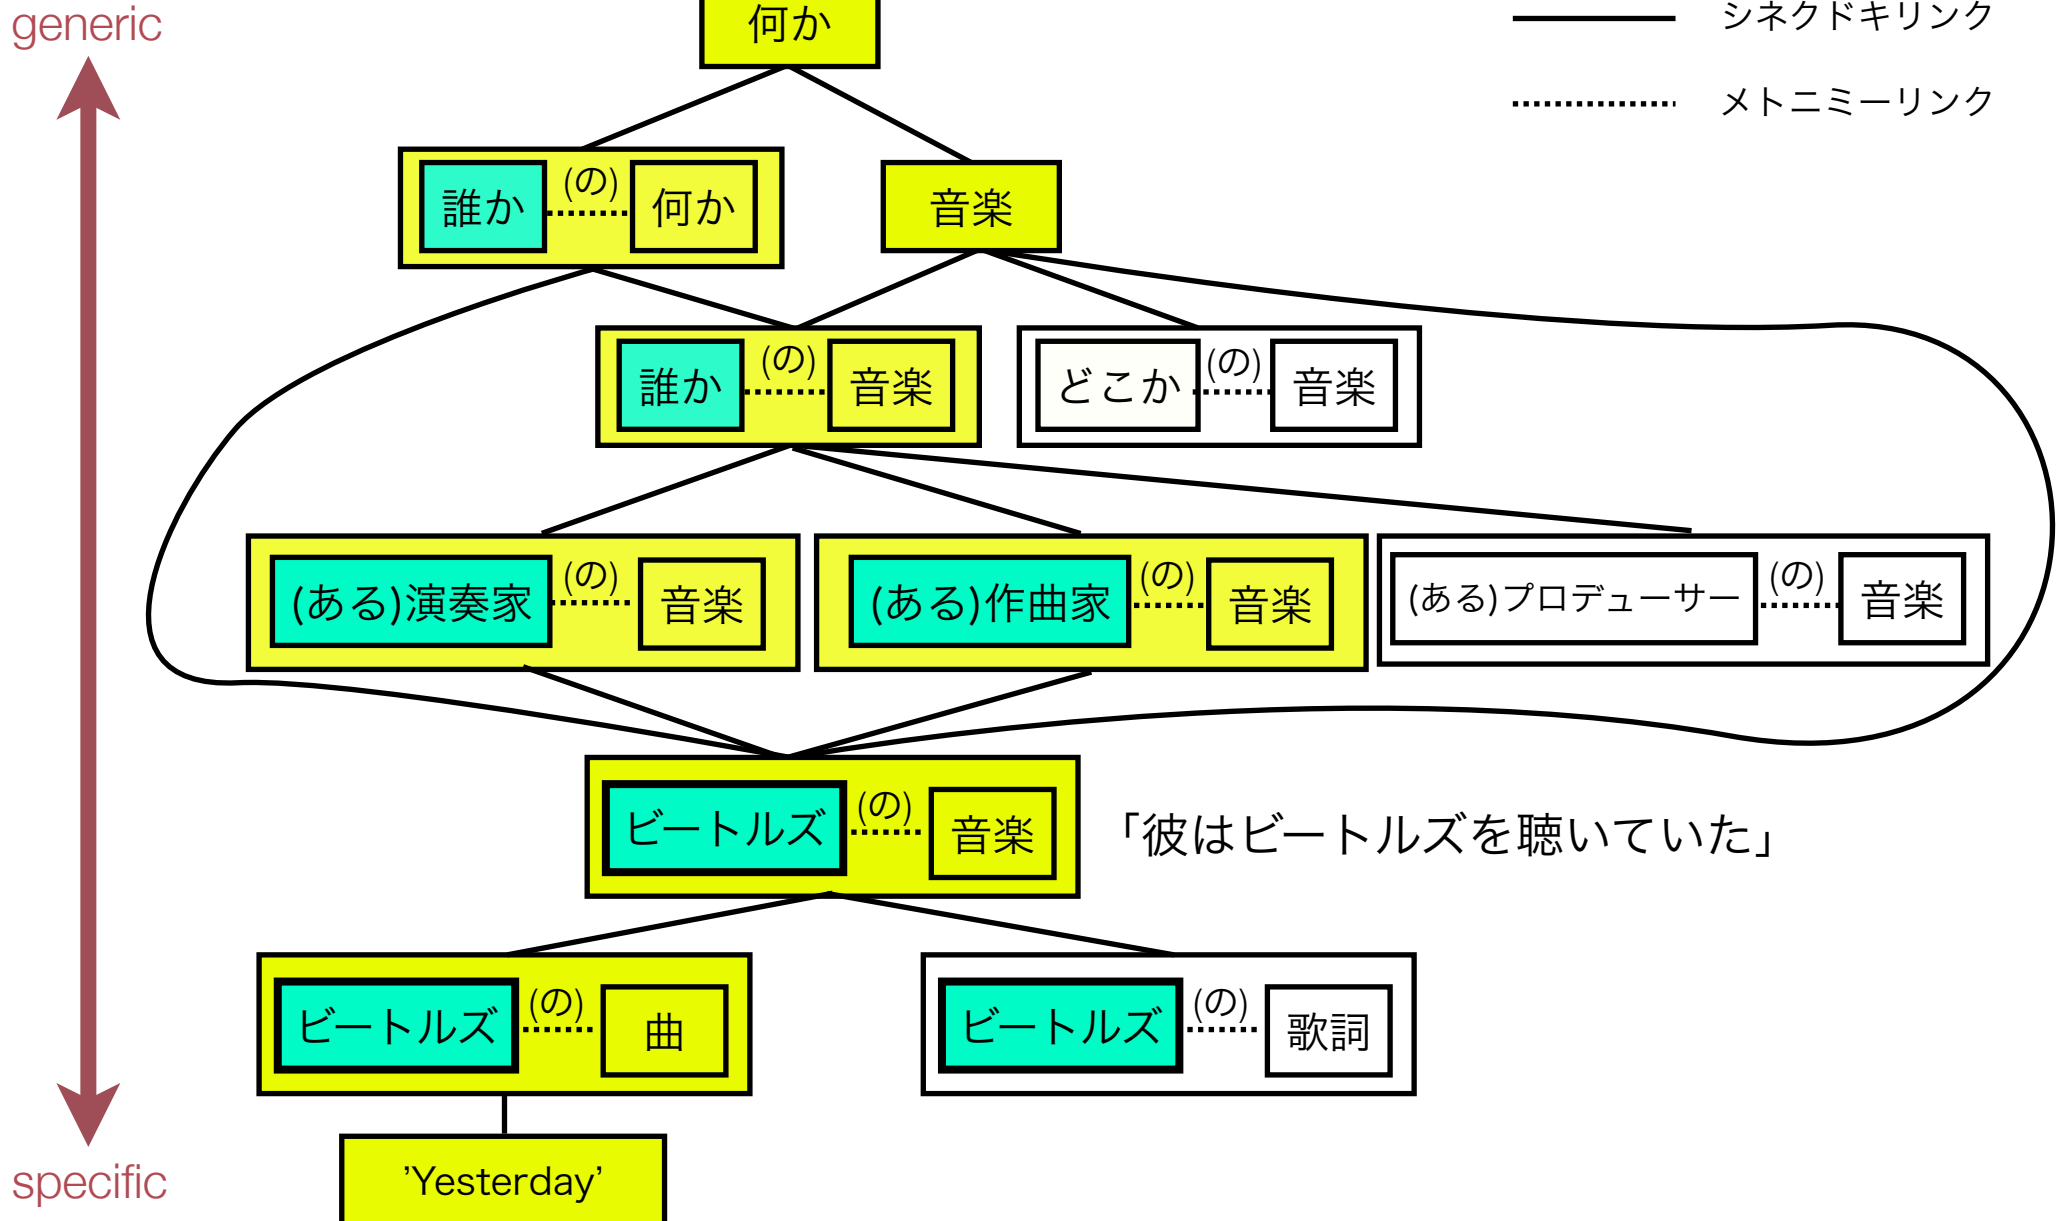 generic
何か
シネクドキリンク
メトニミーリンク
誰か (の) 何か
音楽
誰か (の) 音楽
どこか (の) 音楽
(ある)演奏家 (の) 音楽
(ある)作曲家 (の) 音楽
(ある)プロデューサー (の) 音楽
ビートルズ (の) 音楽
「彼はビートルズを聴いていた」
ビートルズ (の) 曲
ビートルズ (の) 歌詞
specific
’Yesterday’